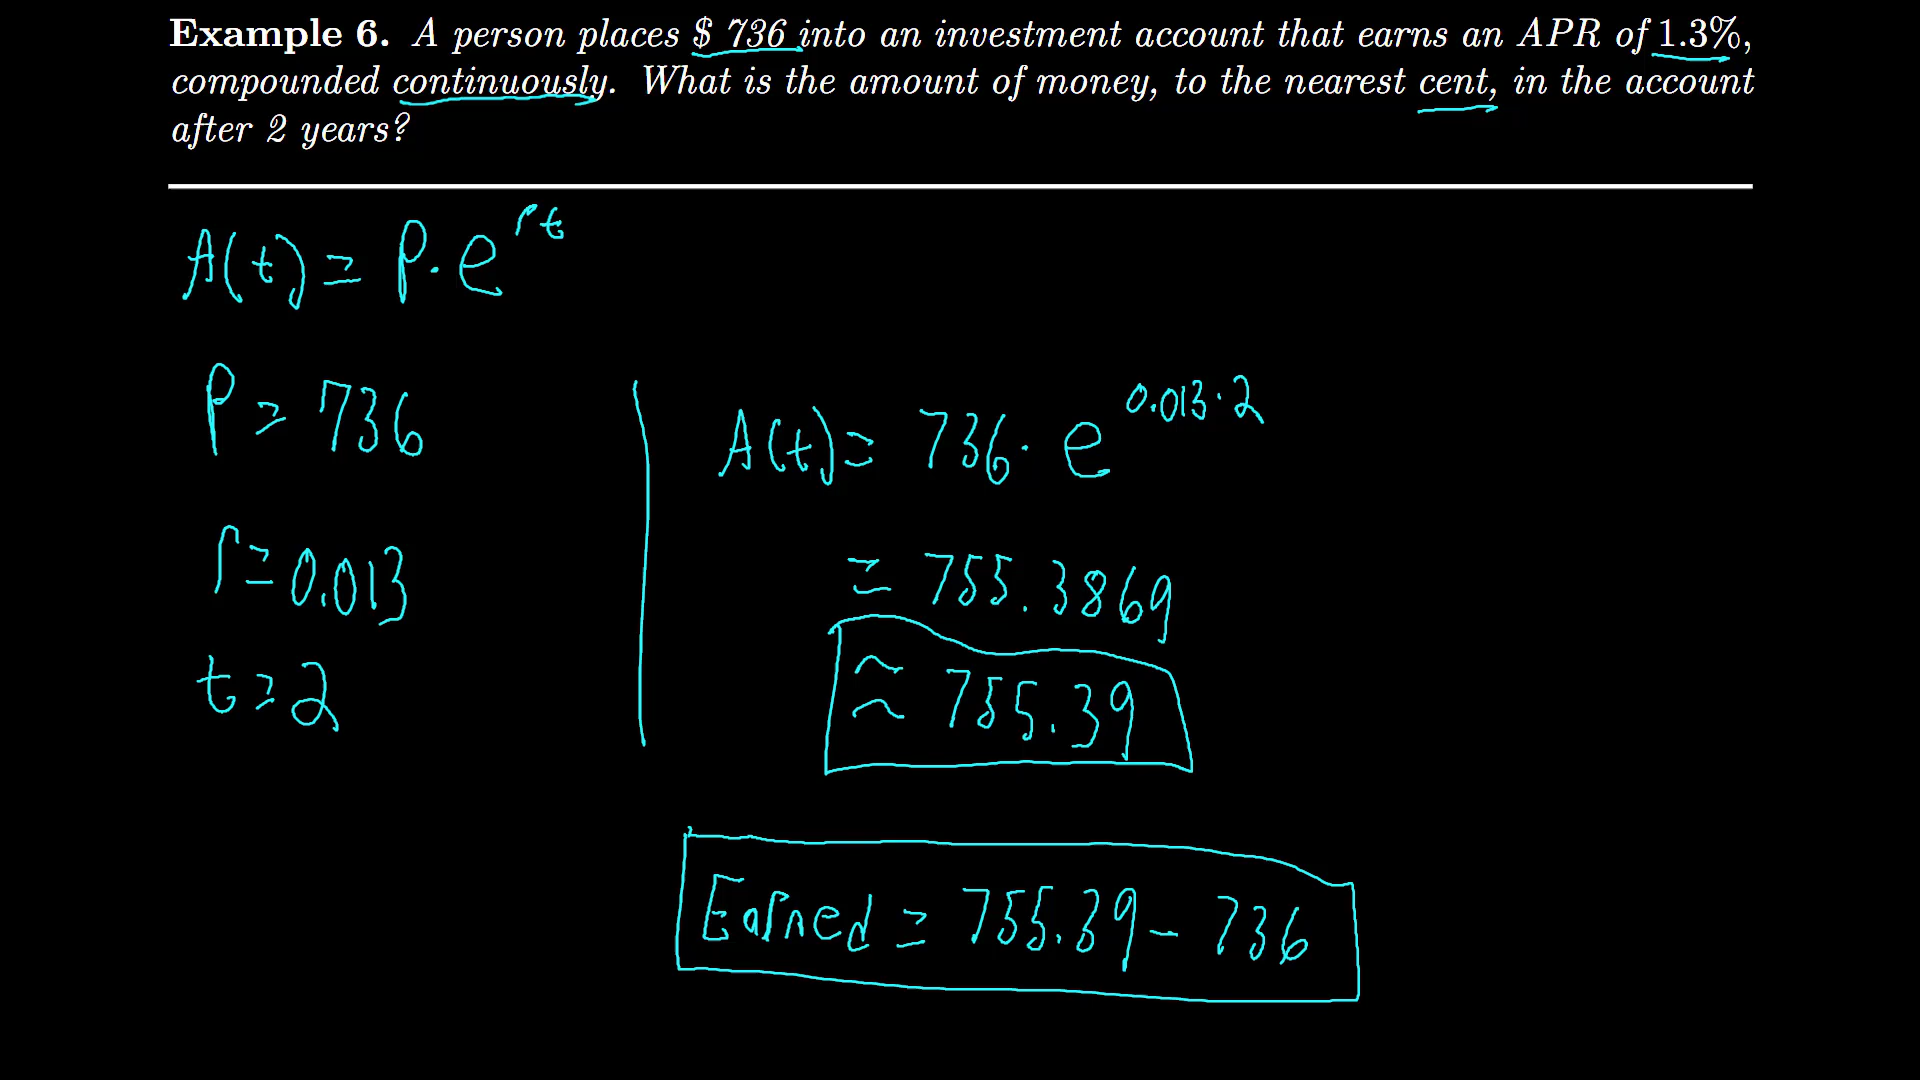 Example 6. A person places $ 736 into an investment account that earns an APR of 1.3%,
compounded continuously. What is the amount of money, to the nearest cent, in the account
after 2 years?
A(t) = P · e^{rt}
P = 736
r = 0.013
t = 2
A(t) = 736 · e^{0.013 · 2}
= 755.3869
≈ 755.39
Earned = 755.39 - 736